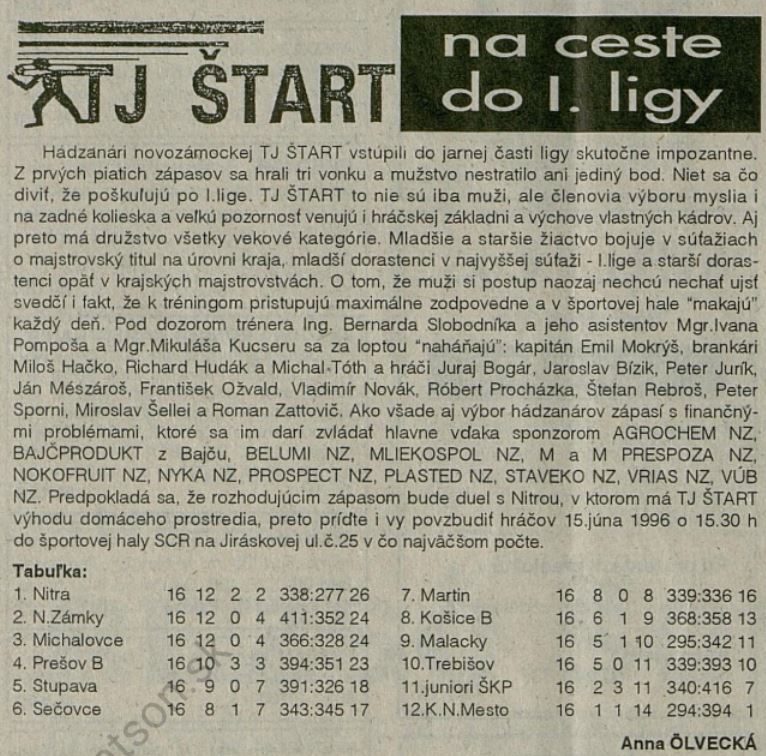 TJ ŠTART
na ceste
do I. ligy
Hádzanári novozámockej TJ ŠTART vstúpili do jarnej časti ligy skutočne impozantne.
Z prvých piatich zápasov sa hrali tri vonku a mužstvo nestratilo ani jediný bod. Niet sa čo
diviť, že poškuľujú po I.lige. TJ ŠTART to nie sú iba muži, ale členovia výboru myslia i
na zadné kolieska a veľkú pozornosť venujú i hráčskej základni a výchove vlastných kádrov. Aj
preto má družstvo všetky vekové kategórie. Mladšie a staršie žiactvo bojuje v súťažiach
o majstrovský titul na úrovni kraja, mladší dorastenci v najvyššej súťaži - I.lige a starší doras-
tenci opäť v krajských majstrovstvách. O tom, že muži si postup naozaj nechcú nechať ujsť
svedčí i fakt, že k tréningom pristupujú maximálne zodpovedne a v športovej hale "makajú"
každý deň. Pod dozorom trénera Ing. Bernarda Slobodníka a jeho asistentov Mgr.Ivana
Pompoša a Mgr.Mikuláša Kucseru sa za loptou "naháňajú": kapitán Emil Mokrýš, brankári
Miloš Hačko, Richard Hudák a Michal Tóth a hráči Juraj Bogár, Jaroslav Bízik, Peter Jurík,
Ján Mészároš, František Ožvald, Vladimír Novák, Róbert Procházka, Štefan Rebroš, Peter
Sporni, Miroslav Šellei a Roman Zattovič. Ako všade aj výbor hádzanárov zápasí s finančný-
mi problémami, ktoré sa im darí zvládať hlavne vďaka sponzorom AGROCHEM NZ,
BAJČPRODUKT z Bajču, BELUMI NZ, MLIEKOSPOL NZ, M a M PRESPOZA NZ,
NOKOFRUIT NZ, NYKA NZ, PROSPECT NZ, PLASTED NZ, STAVEKO NZ, VRIAS NZ, VÚB
NZ. Predpokladá sa, že rozhodujúcim zápasom bude duel s Nitrou, v ktorom má TJ ŠTART
výhodu domáceho prostredia, preto príďte i vy povzbudiť hráčov 15.júna 1996 o 15.30 h
do športovej haly SCR na Jiráskovej ul.č.25 v čo najväčšom počte.
Tabuľka:
1. Nitra 16 12 2 2 338:277 26
2. N.Zámky 16 12 0 4 411:352 24
3. Michalovce 16 12 0 4 366:328 24
4. Prešov B 16 10 3 3 394:351 23
5. Stupava 16 9 0 7 391:326 18
6. Sečovce 16 8 1 7 343:345 17
7. Martin 16 8 0 8 339:336 16
8. Košice B 16 6 1 9 368:358 13
9. Malacky 16 5 1 10 295:342 11
10.Trebišov 16 5 0 11 339:393 10
11.juniori ŠKP 16 2 3 11 340:416 7
12.K.N.Mesto 16 1 1 14 294:394 1
Anna ÖLVECKÁ